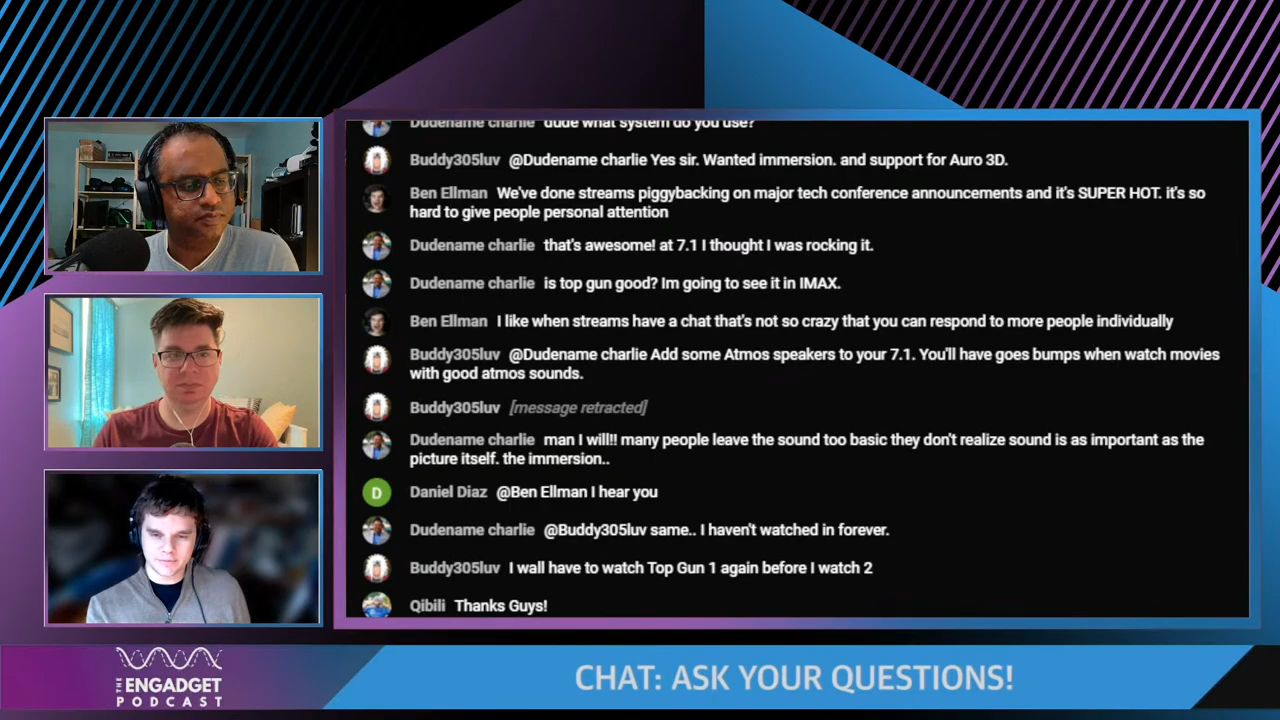 Dudename charlie dude what system do you use?
Buddy305luv @Dudename charlie Yes sir. Wanted immersion. and support for Auro 3D.
Ben Ellman We've done streams piggybacking on major tech conference announcements and it's SUPER HOT. it's so
hard to give people personal attention
Dudename charlie that's awesome! at 7.1 I thought I was rocking it.
Dudename charlie is top gun good? Im going to see it in IMAX.
Ben Ellman I like when streams have a chat that's not so crazy that you can respond to more people individually
Buddy305luv @Dudename charlie Add some Atmos speakers to your 7.1. You'll have goes bumps when watch movies
with good atmos sounds.
Buddy305luv [message retracted]
Dudename charlie man I will!! many people leave the sound too basic they don't realize sound is as important as the
picture itself. the immersion..
D Daniel Diaz @Ben Ellman I hear you
Dudename charlie @Buddy305luv same.. I haven't watched in forever.
Buddy305luv I wall have to watch Top Gun 1 again before I watch 2
Qibili Thanks Guys!
THE ENGADGET
PODCAST
CHAT: ASK YOUR QUESTIONS!